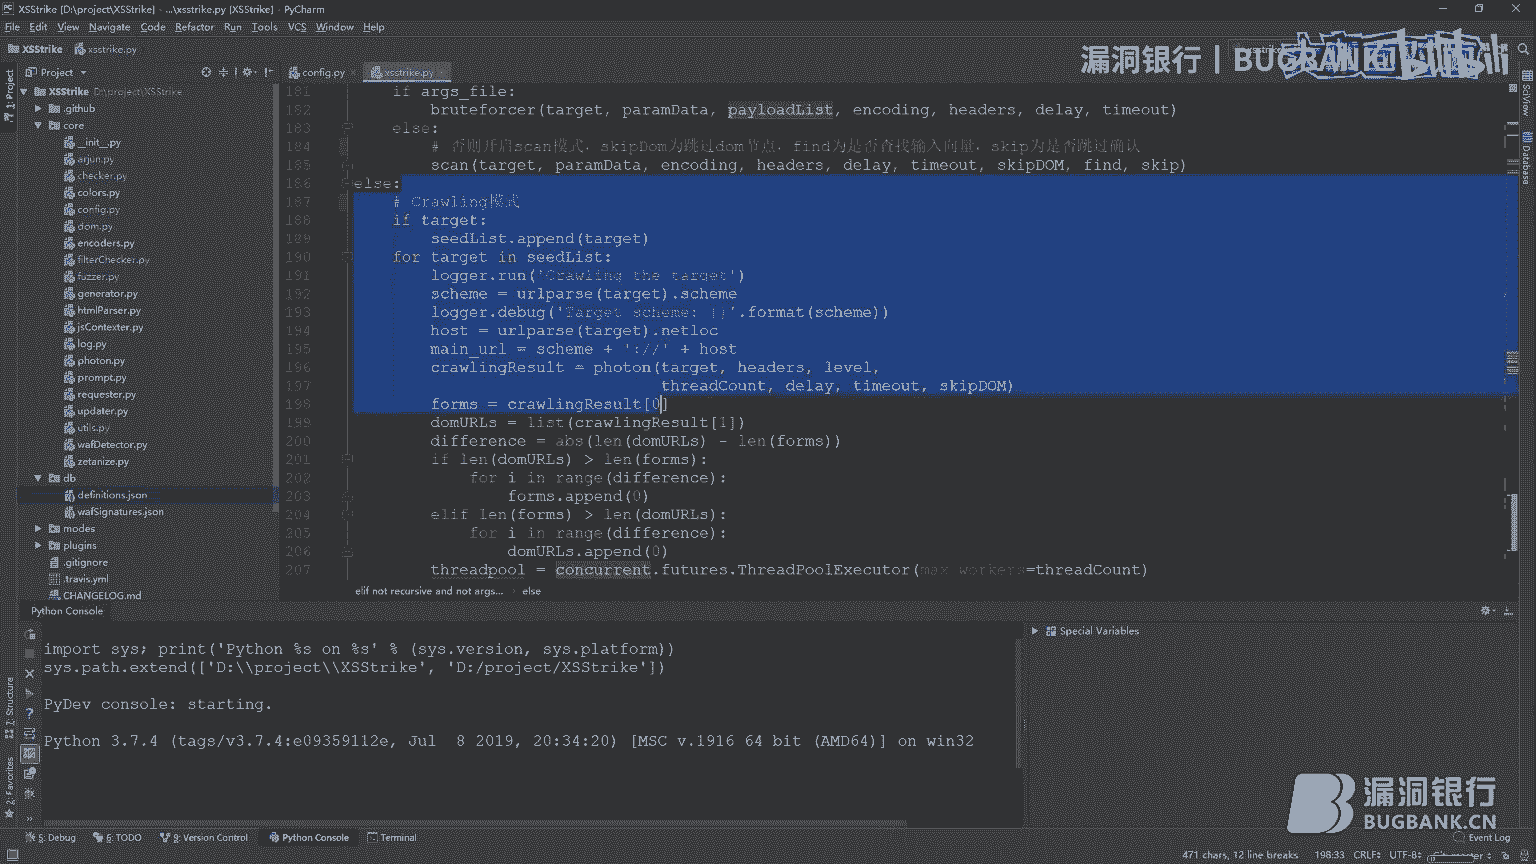 XSStrike [D:\project\XSStrike] - ...\xsstrike.py [XSStrike] - PyCharm
File Edit View Navigate Code Refactor Run Tools VCS Window Help
XSStrike xsstrike.py
漏洞银行 | BUGBANK
Project
config.py
xsstrike.py
1: Project
XSStrike D:\project\XSStrike
.github
core
__init__.py
arjun.py
checker.py
colors.py
config.py
dom.py
encoders.py
filterChecker.py
fuzzer.py
generator.py
htmlParser.py
jsContexter.py
log.py
photon.py
prompt.py
requester.py
updater.py
utils.py
wafDetector.py
zetanize.py
db
definitions.json
wafSignatures.json
modes
plugins
.gitignore
.travis.yml
CHANGELOG.md
181 if args_file:
182 bruteforcer(target, paramData, payloadList, encoding, headers, delay, timeout)
183 else:
184 # 否则开启scan模式，skipDom为跳过dom节点，find为是否查找输入向量，skip为是否跳过确认
185 scan(target, paramData, encoding, headers, delay, timeout, skipDOM, find, skip)
186 else:
187 # Crawling模式
188 if target:
189 seedList.append(target)
190 for target in seedList:
191 logger.run('Crawling the target')
192 scheme = urlparse(target).scheme
193 logger.debug('Target scheme: {}'.format(scheme))
194 host = urlparse(target).netloc
195 main_url = scheme + '://' + host
196 crawlingResult = photon(target, headers, level,
197 threadCount, delay, timeout, skipDOM)
198 forms = crawlingResult[0]
199 domURLs = list(crawlingResult[1])
200 difference = abs(len(domURLs) - len(forms))
201 if len(domURLs) > len(forms):
202 for i in range(difference):
203 forms.append(0)
204 elif len(forms) > len(domURLs):
205 for i in range(difference):
206 domURLs.append(0)
207 threadpool = concurrent.futures.ThreadPoolExecutor(max_workers=threadCount)
elif not recursive and not args... › else
SciView
Database
Python Console
import sys; print('Python %s on %s' % (sys.version, sys.platform))
sys.path.extend(['D:\\project\\XSStrike', 'D:/project/XSStrike'])
PyDev console: starting.
Python 3.7.4 (tags/v3.7.4:e09359112e, Jul  8 2019, 20:34:20) [MSC v.1916 64 bit (AMD64)] on win32
Special Variables
7: Structure
2: Favorites
漏洞银行
BUGBANK.CN
5: Debug 6: TODO 9: Version Control Python Console Terminal
Event Log
471 chars, 12 line breaks 198:33 CRLF UTF-8